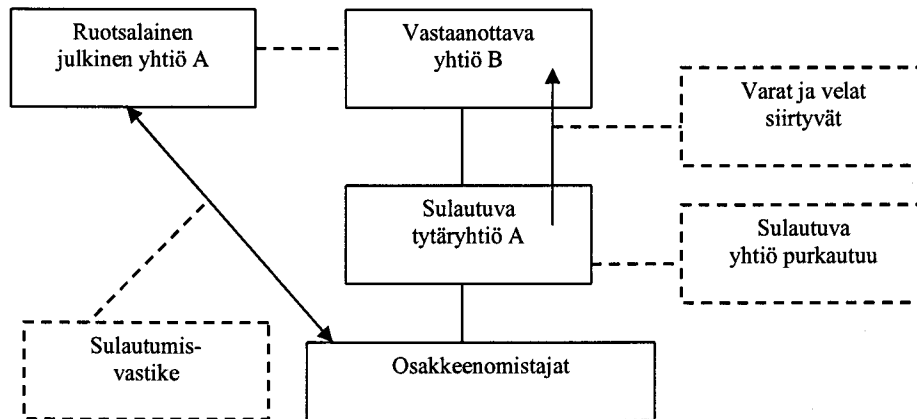 Ruotsalainen
julkinen yhtiö A
Vastaanottava
yhtiö B
Varat ja velat
siirtyvät
Sulautuva
tytäryhtiö A
Sulautuva
yhtiö purkautuu
Sulautumis-
vastike
Osakkeenomistajat